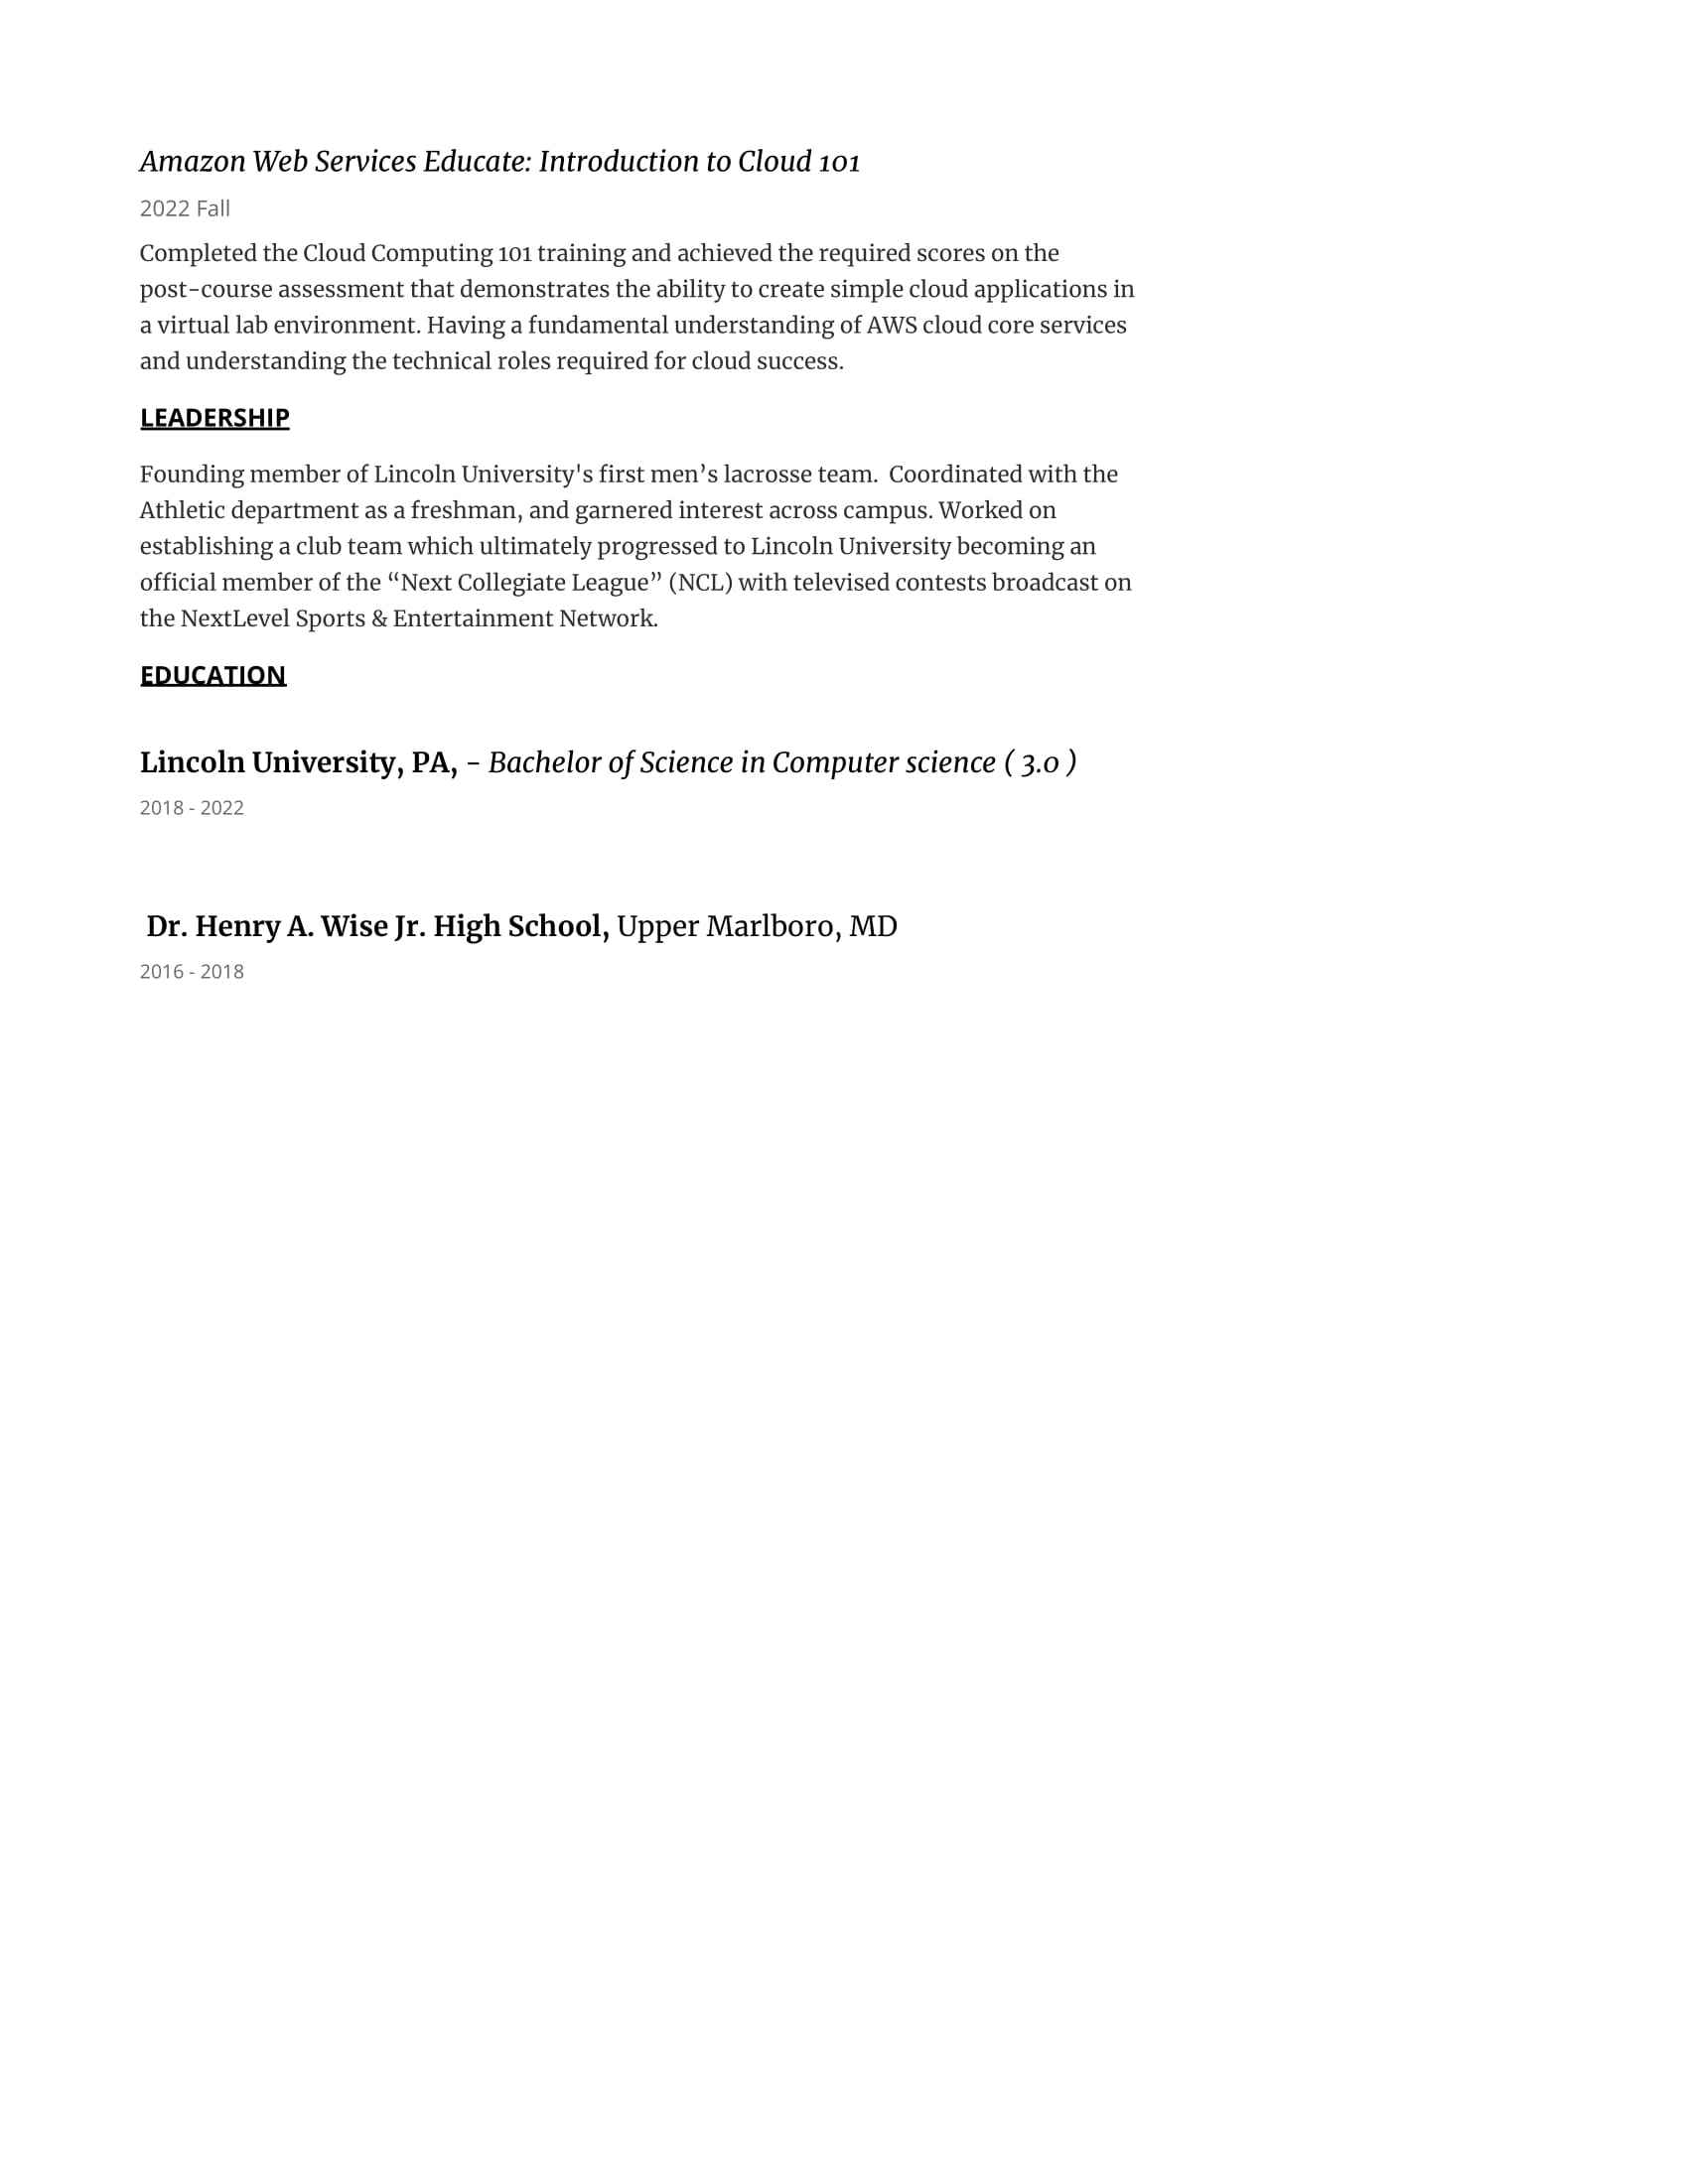 Amazon Web Services Educate: Introduction to Cloud 101
2022 Fall
Completed the Cloud Computing 101 training and achieved the required scores on the
post-course assessment that demonstrates the ability to create simple cloud applications in
a virtual lab environment. Having a fundamental understanding of AWS cloud core services
and understanding the technical roles required for cloud success.
LEADERSHIP
Founding member of Lincoln University's first men’s lacrosse team.  Coordinated with the
Athletic department as a freshman, and garnered interest across campus. Worked on
establishing a club team which ultimately progressed to Lincoln University becoming an
official member of the “Next Collegiate League” (NCL) with televised contests broadcast on
the NextLevel Sports & Entertainment Network.
EDUCATION
Lincoln University, PA, - Bachelor of Science in Computer science ( 3.0 )
2018 - 2022
Dr. Henry A. Wise Jr. High School, Upper Marlboro, MD
2016 - 2018